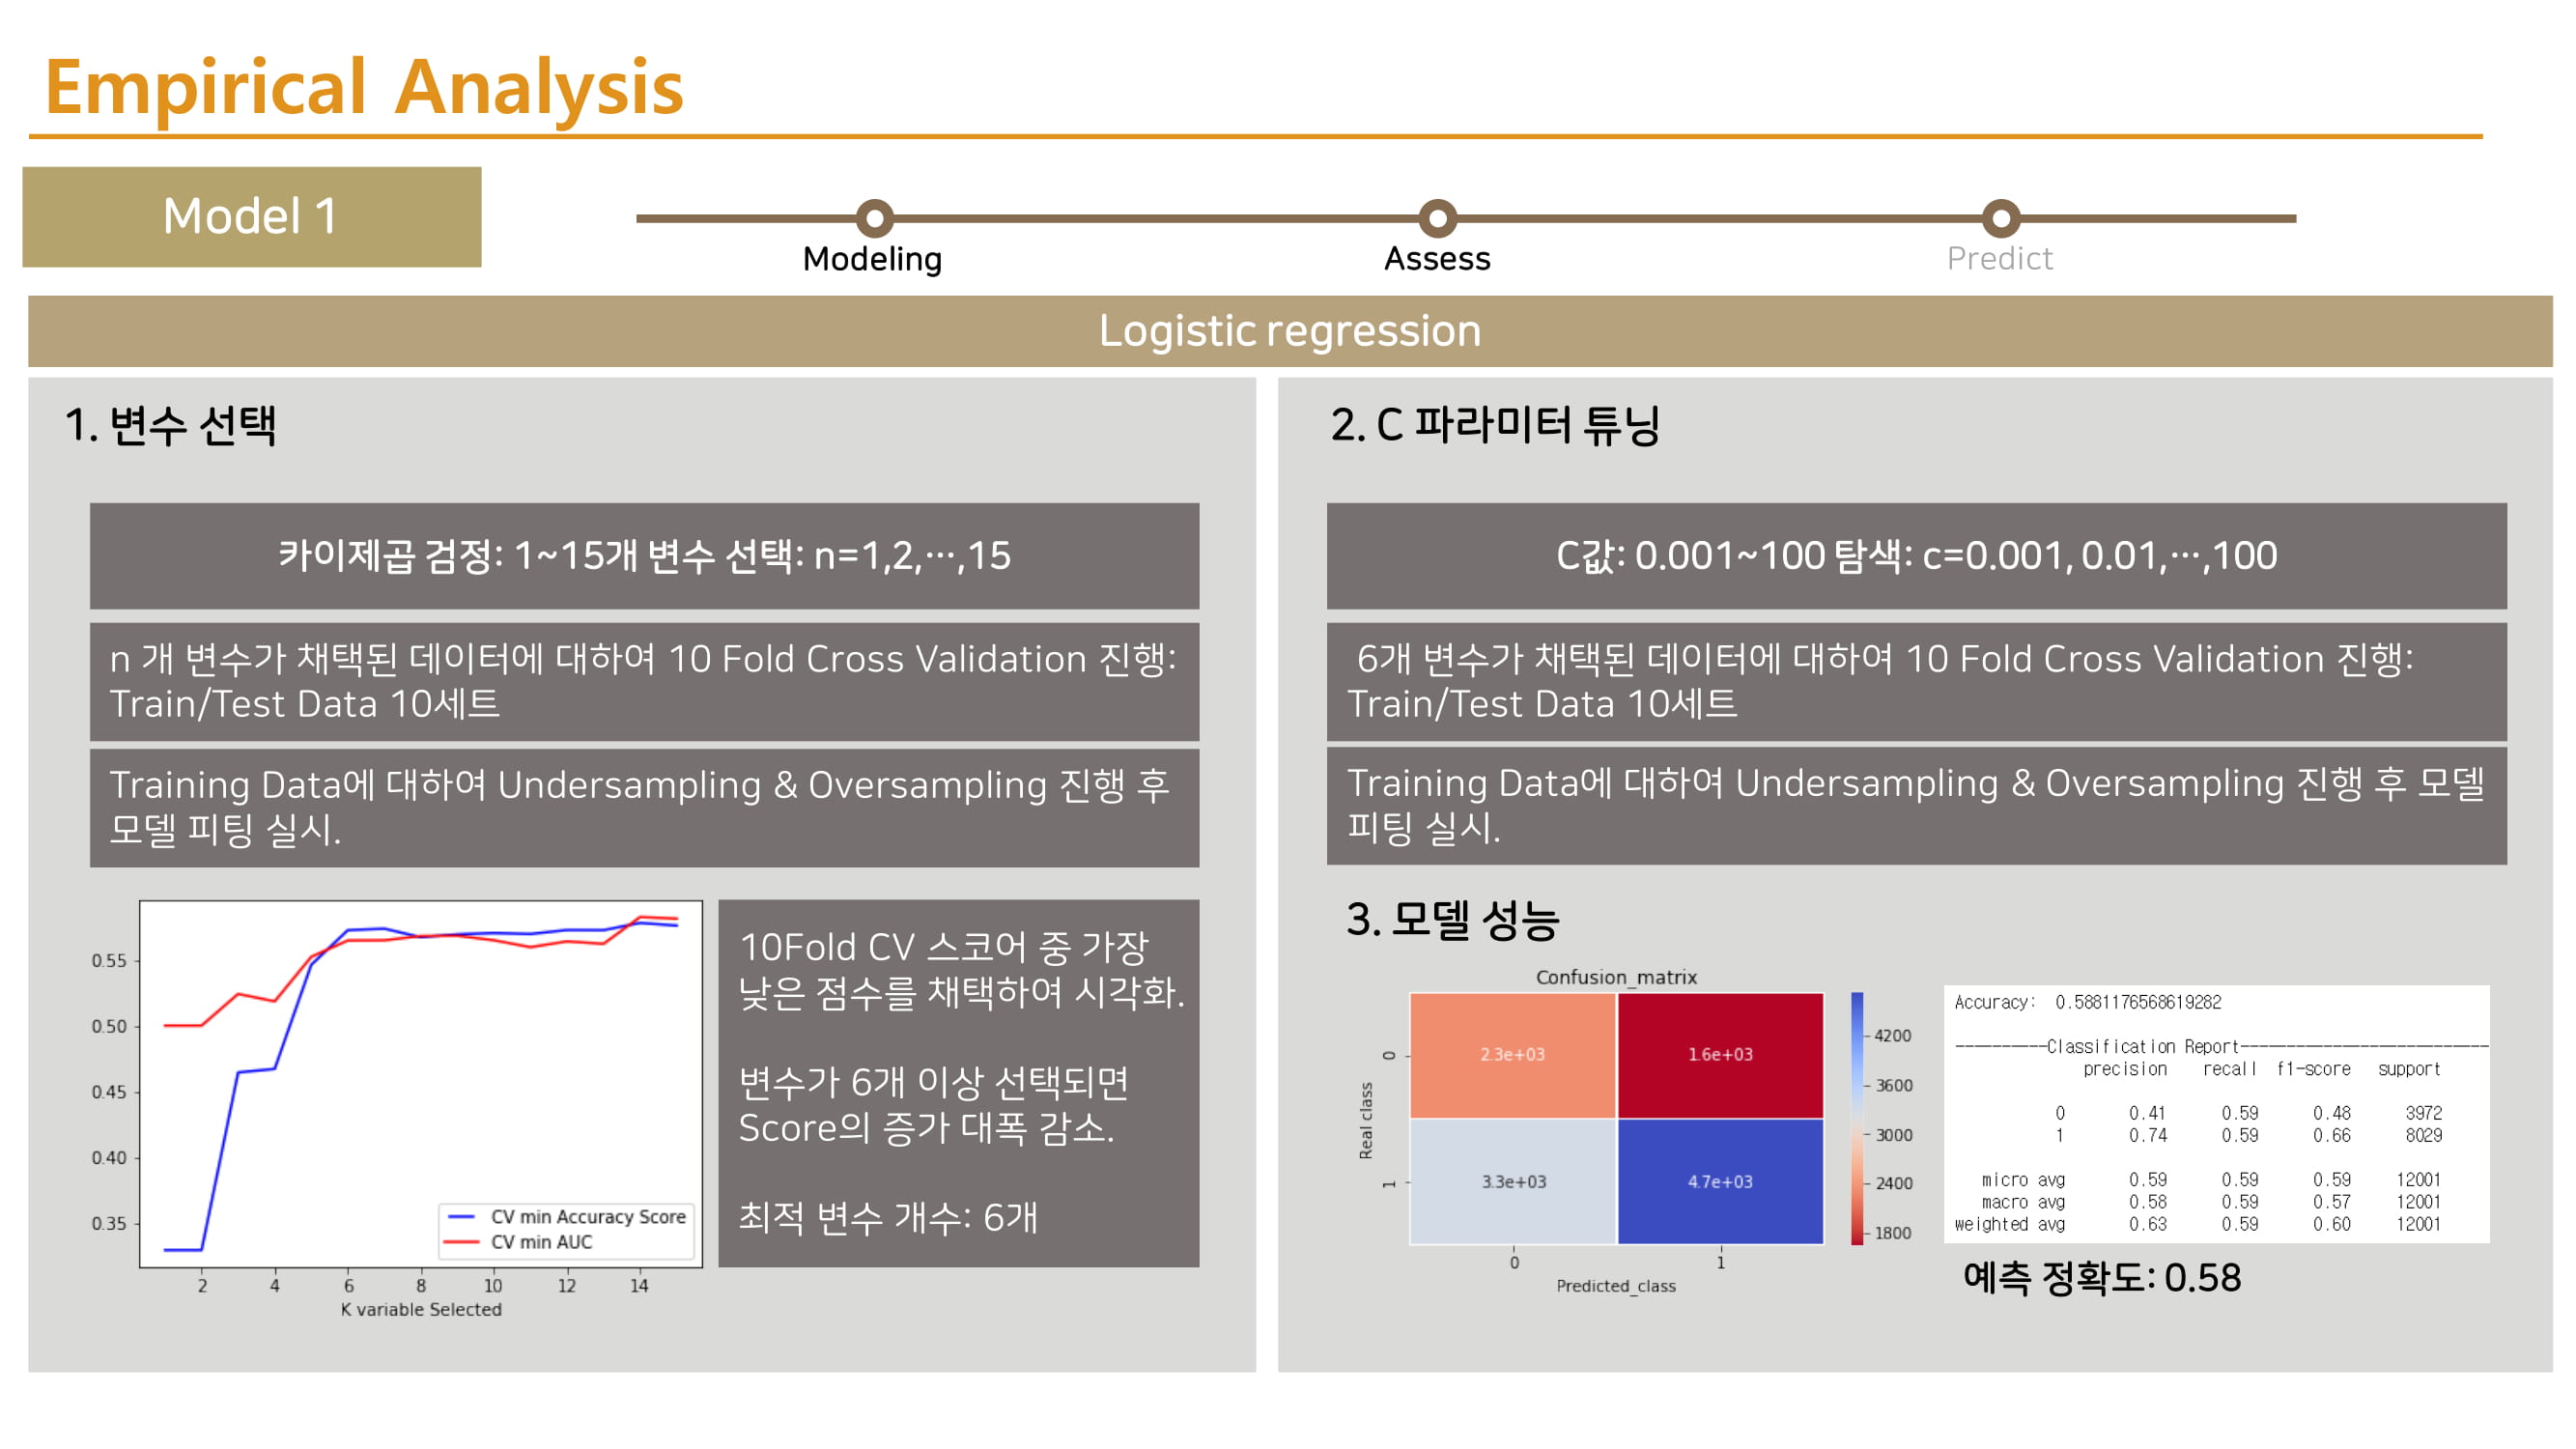 Empirical Analysis
Model 1
Modeling
Assess
Predict
Logistic regression
1. 변수 선택
카이제곱 검정: 1~15개 변수 선택: n=1,2,…,15
n 개 변수가 채택된 데이터에 대하여 10 Fold Cross Validation 진행:
Train/Test Data 10세트
Training Data에 대하여 Undersampling & Oversampling 진행 후
모델 피팅 실시.
0.55
0.50
0.45
0.40
0.35
CV min Accuracy Score
CV min AUC
2 4 6 8 10 12 14
K variable Selected
10Fold CV 스코어 중 가장
낮은 점수를 채택하여 시각화.
변수가 6개 이상 선택되면
Score의 증가 대폭 감소.
최적 변수 개수: 6개
2. C 파라미터 튜닝
C값: 0.001~100 탐색: c=0.001, 0.01,…,100
6개 변수가 채택된 데이터에 대하여 10 Fold Cross Validation 진행:
Train/Test Data 10세트
Training Data에 대하여 Undersampling & Oversampling 진행 후 모델
피팅 실시.
3. 모델 성능
Confusion_matrix
Real class
0
2.3e+03 1.6e+03
1
3.3e+03 4.7e+03
0 1
Predicted_class
4200
3600
3000
2400
1800
Accuracy: 0.5881176568619282
----------Classification Report--------------------------
precision recall f1-score support
0 0.41 0.59 0.48 3972
1 0.74 0.59 0.66 8029
micro avg 0.59 0.59 0.59 12001
macro avg 0.58 0.59 0.57 12001
weighted avg 0.63 0.59 0.60 12001
예측 정확도: 0.58